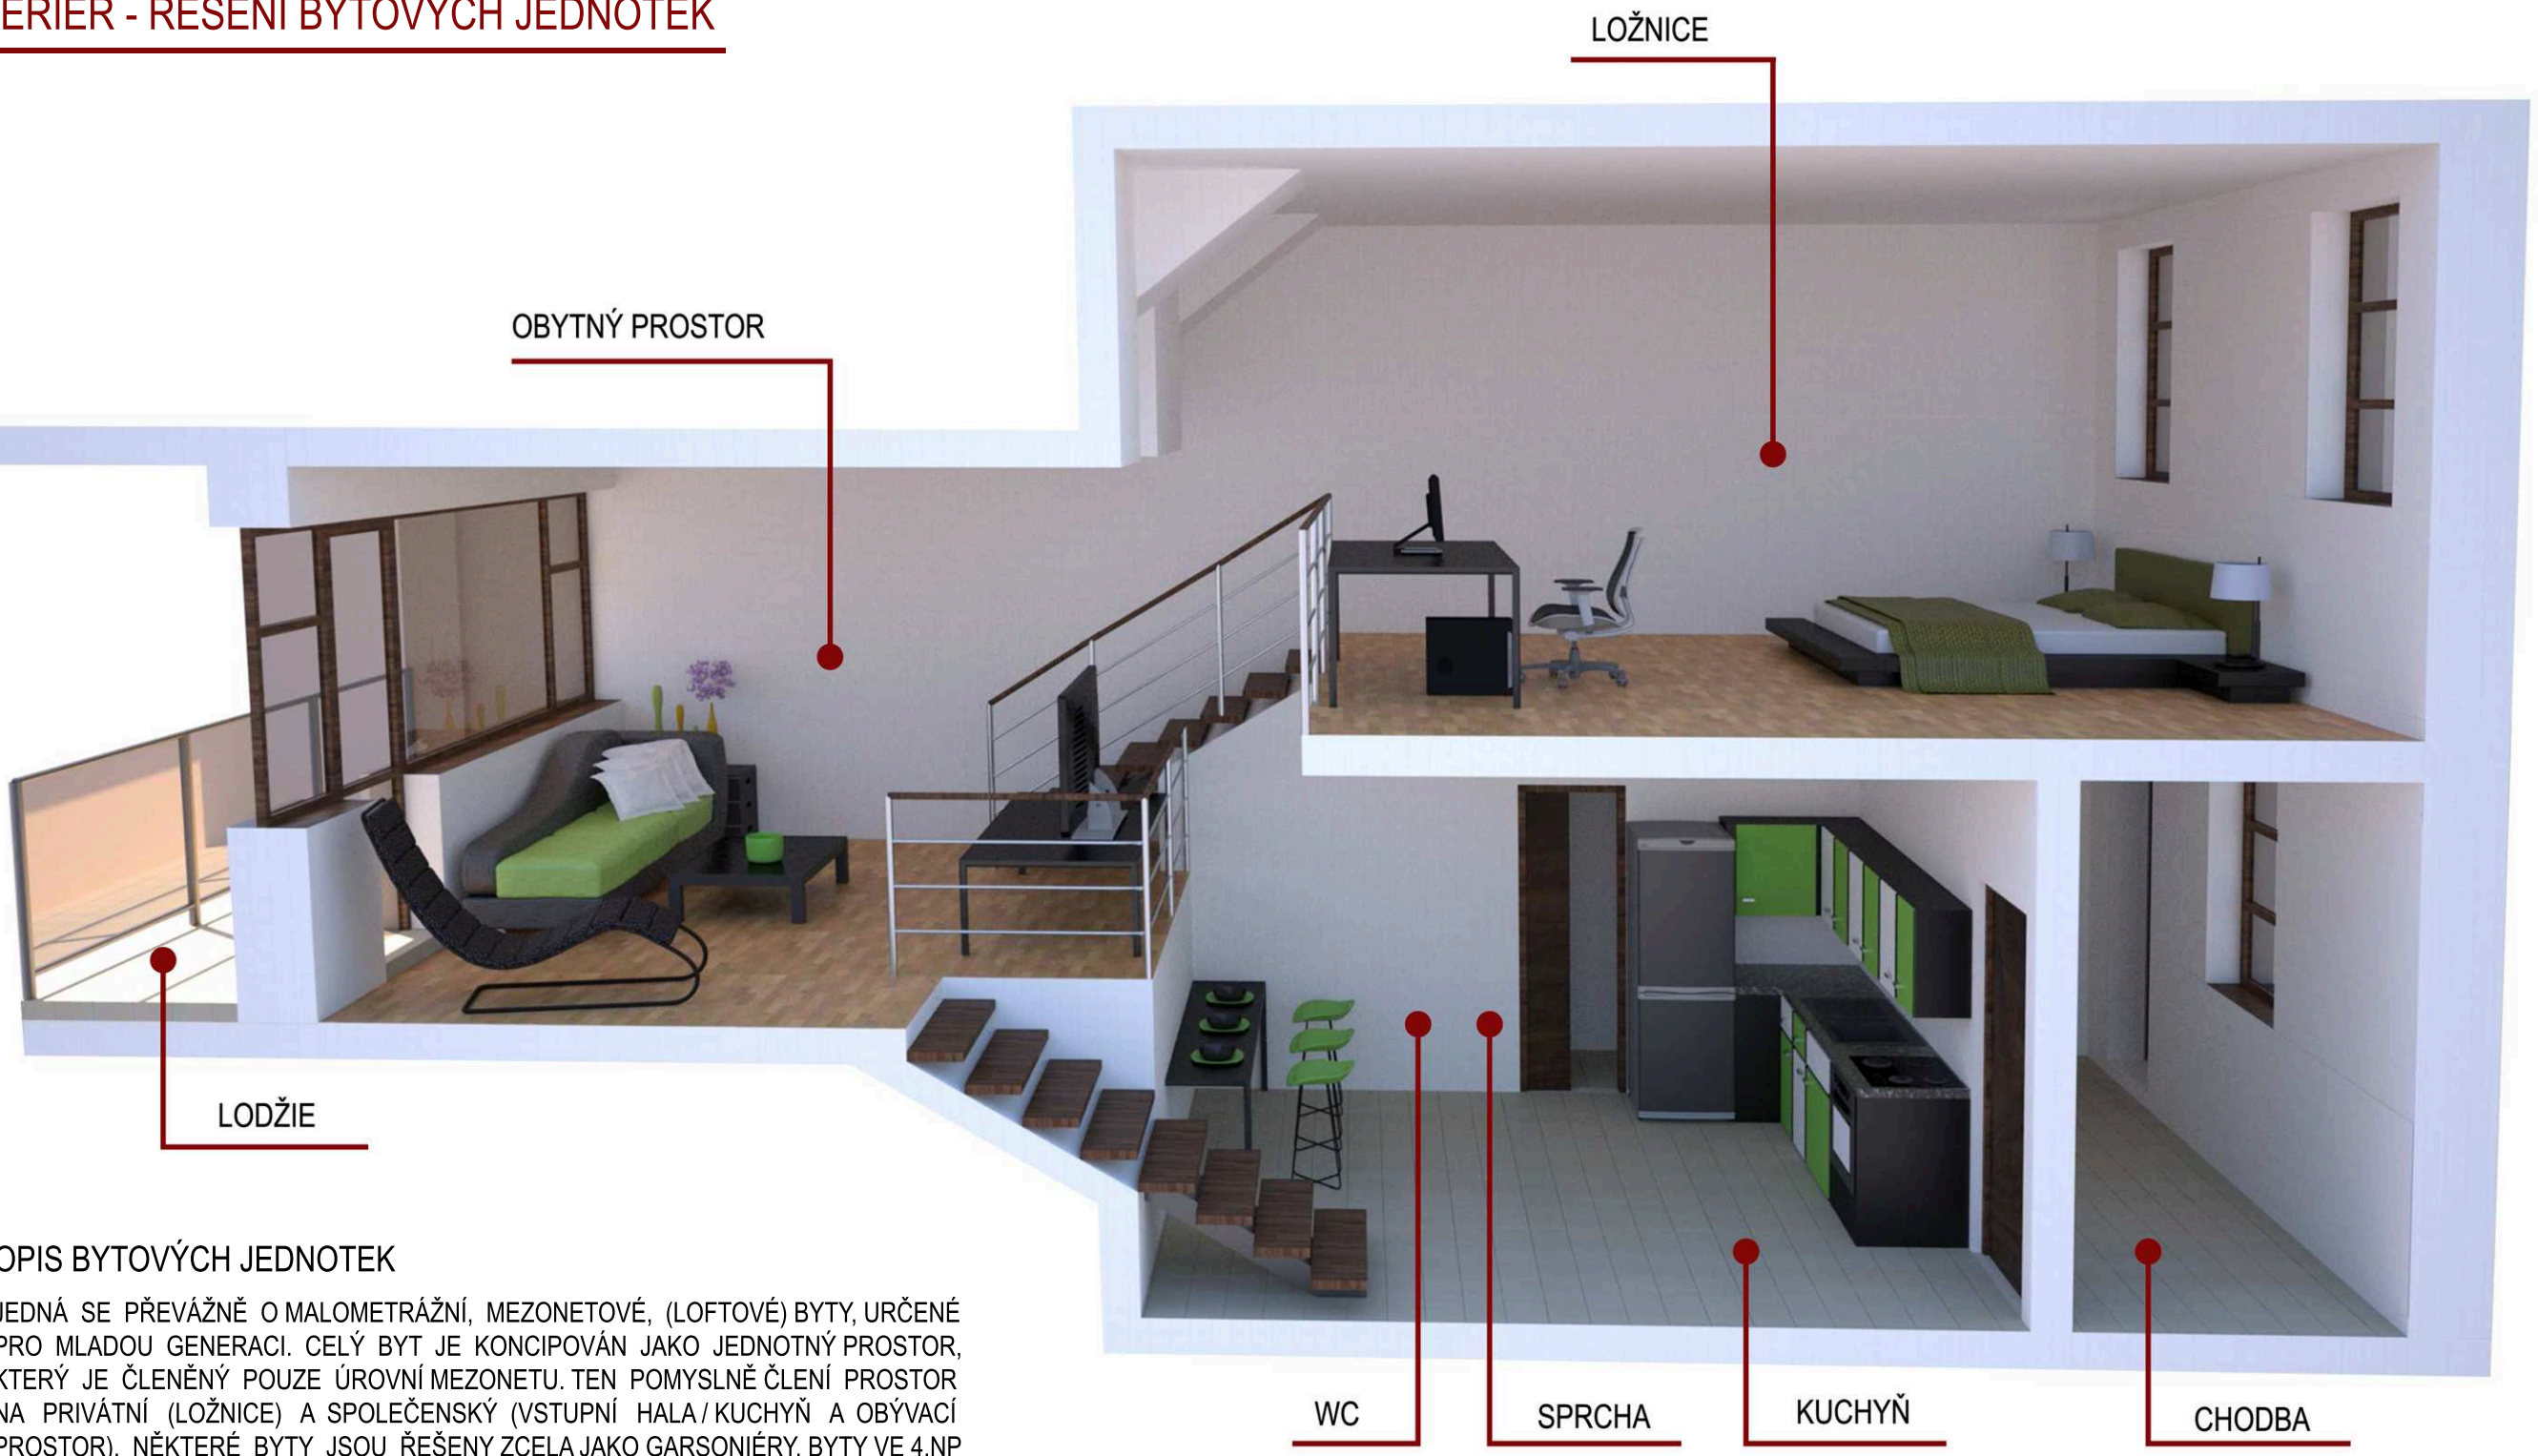 ERIÉR - ŘEŠENÍ BYTOVÝCH JEDNOTEK
LOŽNICE
OBYTNÝ PROSTOR
LODŽIE
OPIS BYTOVÝCH JEDNOTEK
JEDNÁ SE PŘEVÁŽNĚ O MALOMETRÁŽNÍ, MEZONETOVÉ, (LOFTOVÉ) BYTY, URČENÉ
PRO MLADOU GENERACI. CELÝ BYT JE KONCIPOVÁN JAKO JEDNOTNÝ PROSTOR,
KTERÝ JE ČLENĚNÝ POUZE ÚROVNÍ MEZONETU. TEN POMYSLNĚ ČLENÍ PROSTOR
NA PRIVÁTNÍ (LOŽNICE) A SPOLEČENSKÝ (VSTUPNÍ HALA / KUCHYŇ A OBÝVACÍ
PROSTOR). NĚKTERÉ BYTY JSOU ŘEŠENY ZCELA JAKO GARSONIÉRY. BYTY VE 4.NP
WC
SPRCHA
KUCHYŇ
CHODBA